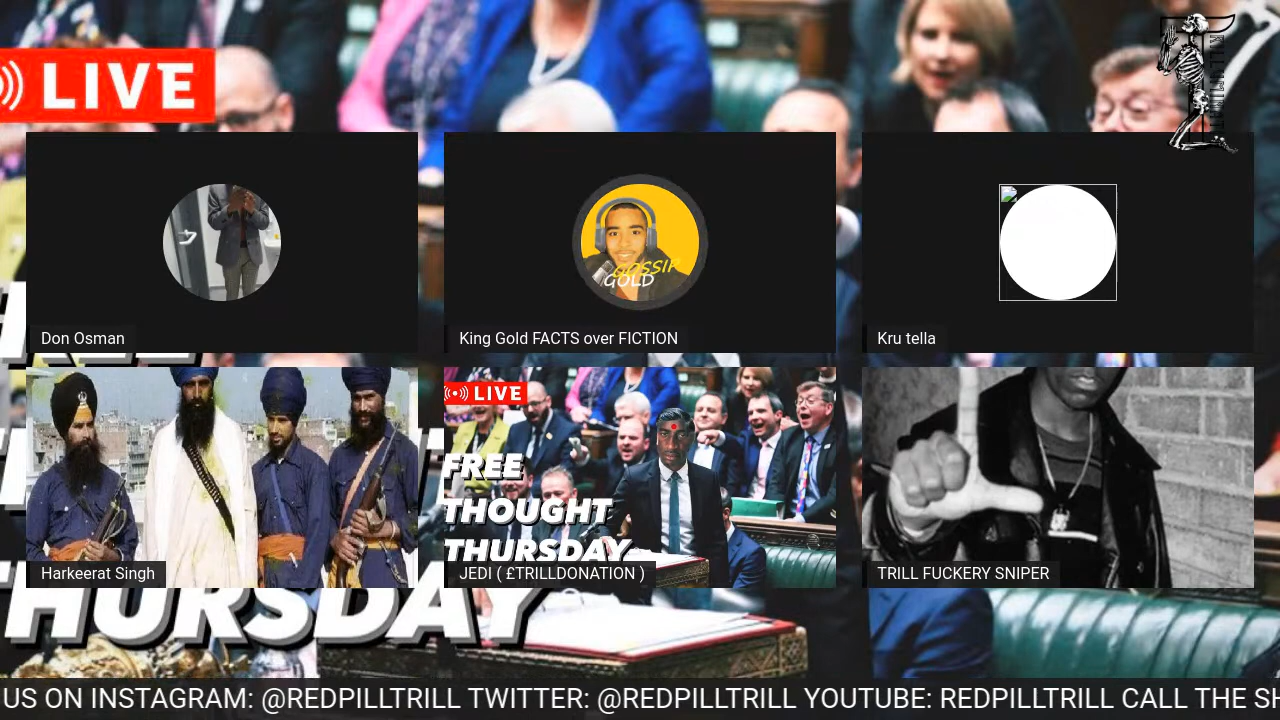 LIVE
Don Osman
GOSSIP
GOLD
King Gold FACTS over FICTION
Kru tella
Harkeerat Singh
LIVE
FREE
THOUGHT
THURSDAY
JEDI ( £TRILLDONATION )
TRILL FUCKERY SNIPER
THURSDAY
US ON INSTAGRAM: @REDPILLTRILL TWITTER: @REDPILLTRILL YOUTUBE: REDPILLTRILL CALL THE SH